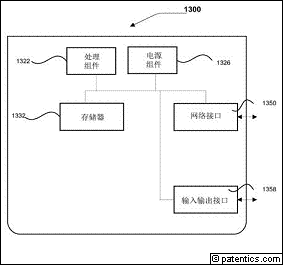 1300
1322
处理
组件
电源
组件
1326
1332
存储器
网络接口
1350
输入输出接口
1358
© patentics.com